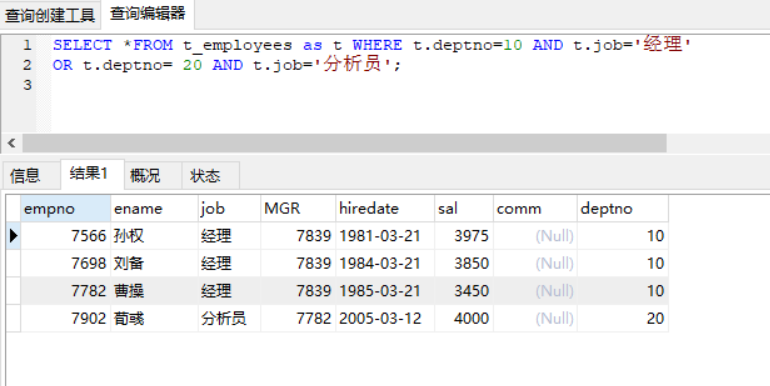 查询创建工具 查询编辑器
1 SELECT *FROM t_employees as t WHERE t.deptno=10 AND t.job='经理'
2 OR t.deptno= 20 AND t.job='分析员';
3
信息 结果1 概况 状态
empno ename job MGR hiredate sal comm deptno
7566 孙权 经理 7839 1981-03-21 3975 (Null) 10
7698 刘备 经理 7839 1984-03-21 3850 (Null) 10
7782 曹操 经理 7839 1985-03-21 3450 (Null) 10
7902 荀彧 分析员 7782 2005-03-12 4000 (Null) 20